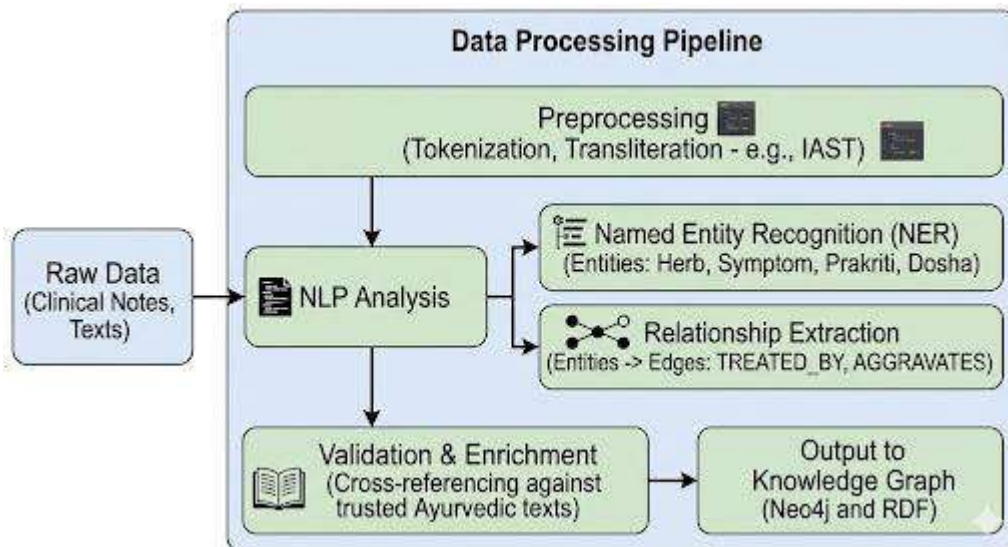 Data Processing Pipeline
Preprocessing
(Tokenization, Transliteration - e.g., IAST)
Raw Data
(Clinical Notes,
Texts)
NLP Analysis
Named Entity Recognition (NER)
(Entities: Herb, Symptom, Prakriti, Dosha)
Relationship Extraction
(Entities -> Edges: TREATED_BY, AGGRAVATES)
Validation & Enrichment
(Cross-referencing against
trusted Ayurvedic texts)
Output to
Knowledge Graph
(Neo4j and RDF)